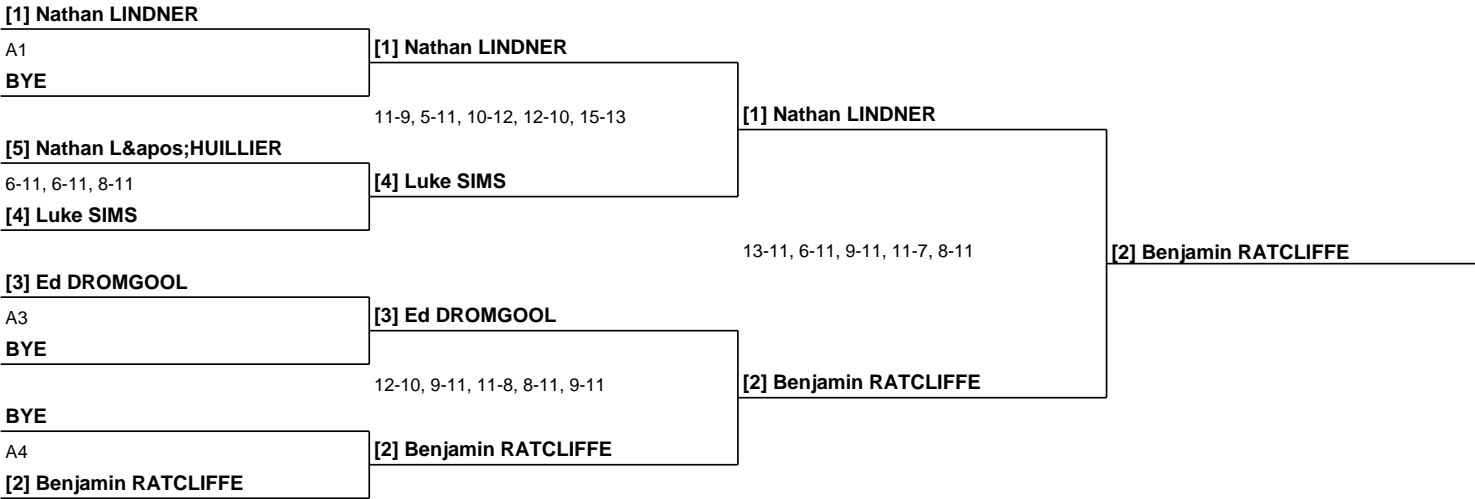 [1] Nathan LINDNER
A1
BYE
[5] Nathan L&apos;HUILLIER
6-11, 6-11, 8-11
[4] Luke SIMS
[3] Ed DROMGOOL
A3
BYE
BYE
A4
[2] Benjamin RATCLIFFE
[1] Nathan LINDNER
11-9, 5-11, 10-12, 12-10, 15-13
[4] Luke SIMS
[3] Ed DROMGOOL
12-10, 9-11, 11-8, 8-11, 9-11
[2] Benjamin RATCLIFFE
[1] Nathan LINDNER
13-11, 6-11, 9-11, 11-7, 8-11
[2] Benjamin RATCLIFFE
[2] Benjamin RATCLIFFE